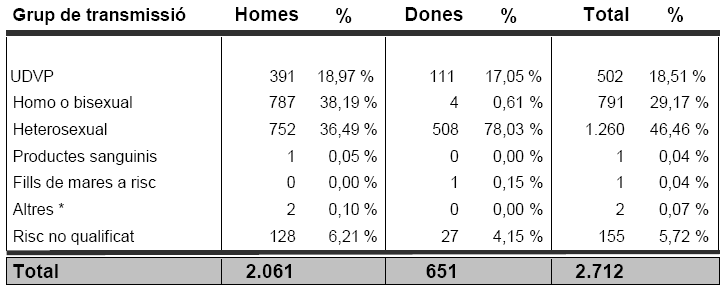 Grup de transmissió Homes % Dones % Total %
UDVP 391 18,97 % 111 17,05 % 502 18,51 %
Homo o bisexual 787 38,19 % 4 0,61 % 791 29,17 %
Heterosexual 752 36,49 % 508 78,03 % 1.260 46,46 %
Productes sanguinis 1 0,05 % 0 0,00 % 1 0,04 %
Fills de mares a risc 0 0,00 % 1 0,15 % 1 0,04 %
Altres * 2 0,10 % 0 0,00 % 2 0,07 %
Risc no qualificat 128 6,21 % 27 4,15 % 155 5,72 %
Total 2.061 651 2.712